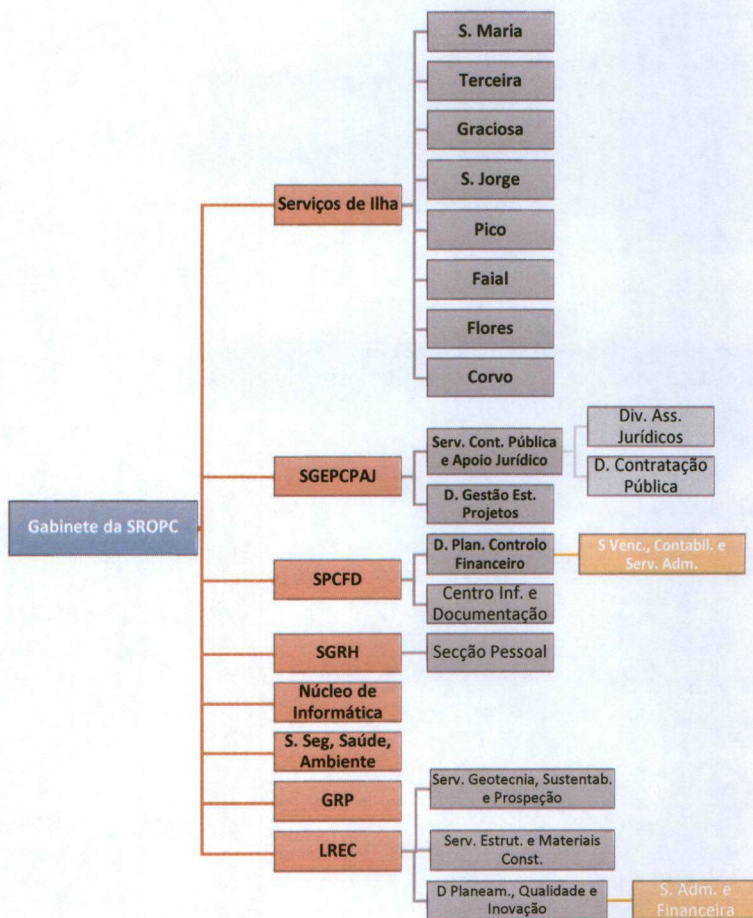 S. Maria
Terceira
Graciosa
S. Jorge
Serviços de Ilha
Pico
Faial
Flores
Corvo
Div. Ass.
Jurídicos
Serv. Cont. Pública
e Apoio Jurídico
D. Contratação
Pública
SGEPCPAJ
D. Gestão Est.
Projetos
Gabinete da SROPC
D. Plan. Controlo
Financeiro
S Venc., Contabil. e
Serv. Adm.
SPCFD
Centro Inf. e
Documentação
SGRH
Secção Pessoal
Núcleo de
Informática
S. Seg, Saúde,
Ambiente
GRP
Serv. Geotecnia, Sustentab.
e Prospeção
LREC
Serv. Estrut. e Materiais
Const.
D Planeam., Qualidade e
Inovação
S. Adm. e
Financeira